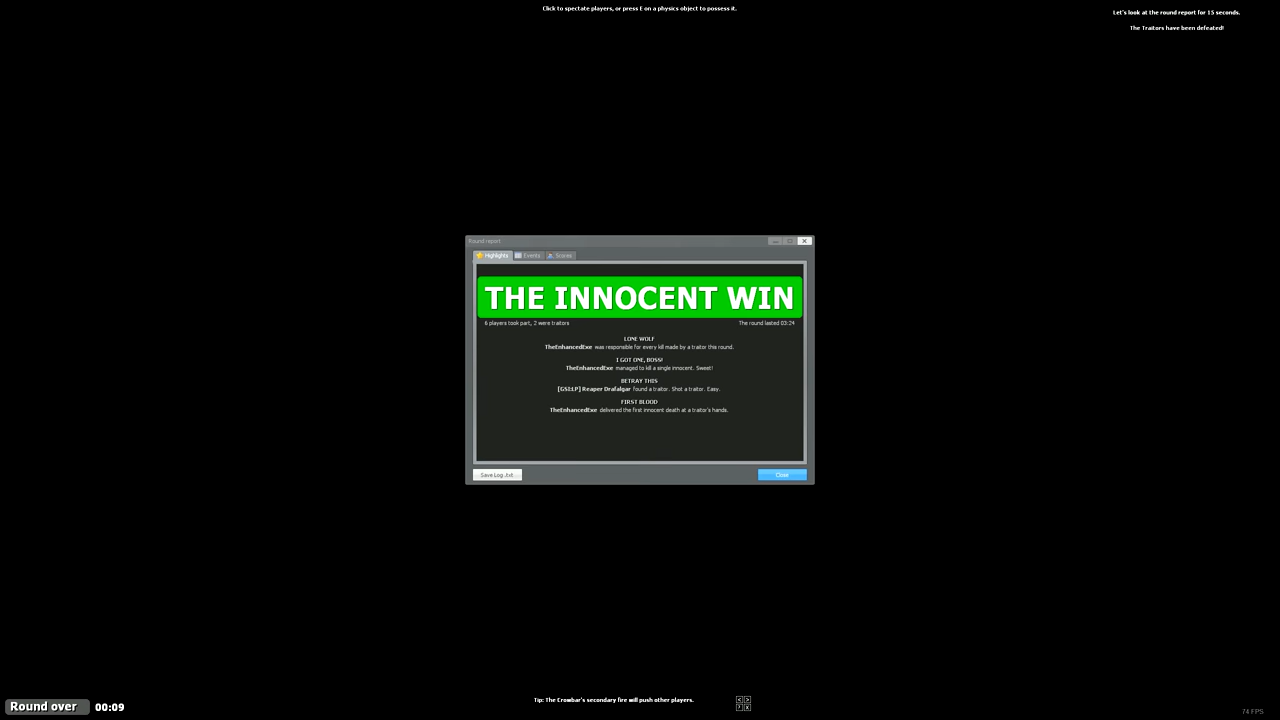 Click to spectate players, or press E on a physics object to possess it.
Let's look at the round report for 15 seconds.
The Traitors have been defeated!
Round report
Highlights Events Scores
THE INNOCENT WIN
6 players took part, 2 were traitors The round lasted 03:24
LONE WOLF
TheEnhancedExe was responsible for every kill made by a traitor this round.
I GOT ONE, BOSS!
TheEnhancedExe managed to kill a single innocent. Sweet!
BETRAY THIS
[GSI:LP] Reaper Drafalgar found a traitor. Shot a traitor. Easy.
FIRST BLOOD
TheEnhancedExe delivered the first innocent death at a traitor's hands.
Save Log .txt Close
Tip: The Crowbar's secondary fire will push other players.
< >
? x
Round over 00:09
74 FPS